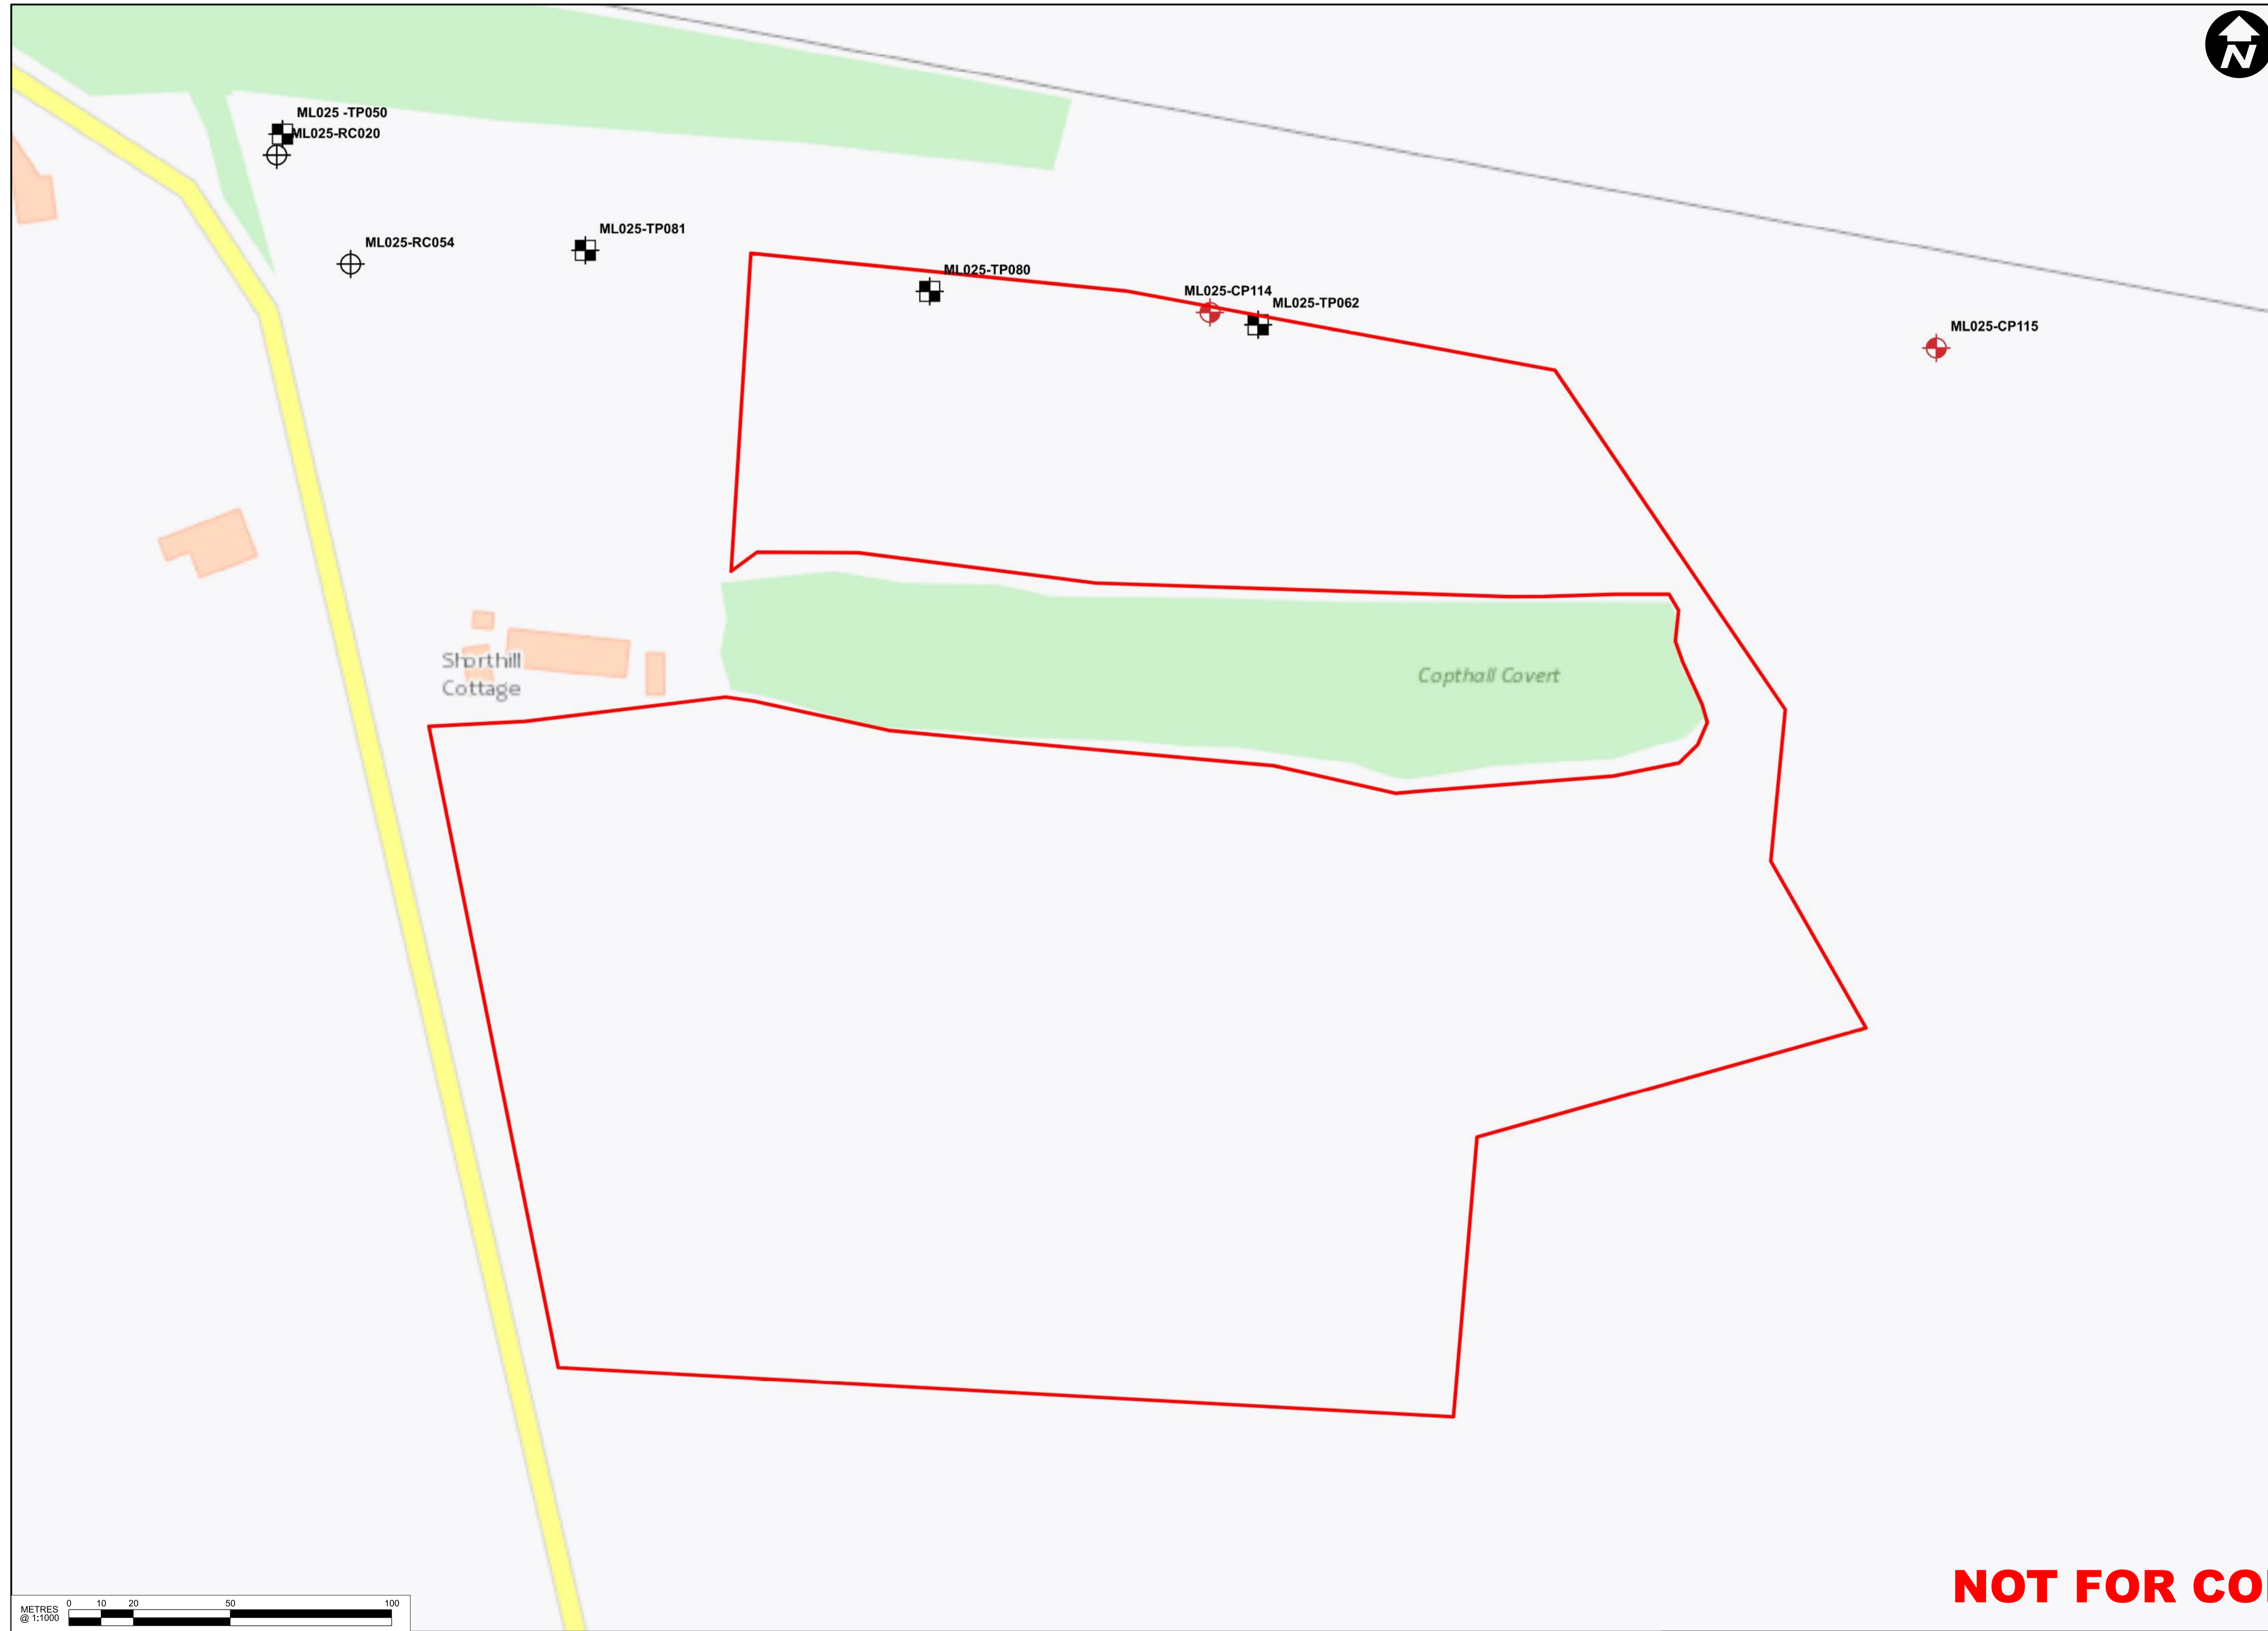 N
ML025 -TP050
ML025-RC020
ML025-RC054
ML025-TP081
ML025-TP080
ML025-CP114
ML025-TP062
ML025-CP115
Shorthill
Cottage
Copthall Covert
NOT FOR CO
METRES
@ 1:1000
0 10 20 50 100